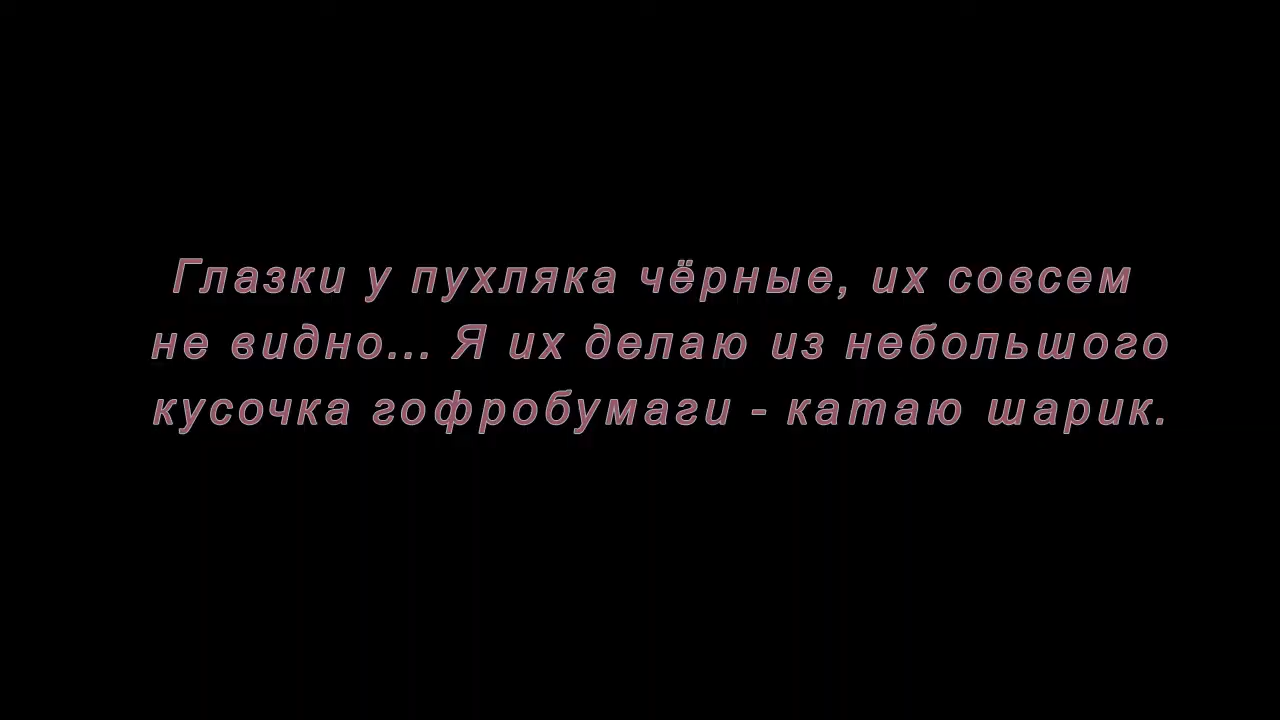 Глазки у пухляка чёрные, их совсем
не видно... Я их делаю из небольшого
кусочка гофробумаги - катаю шарик.